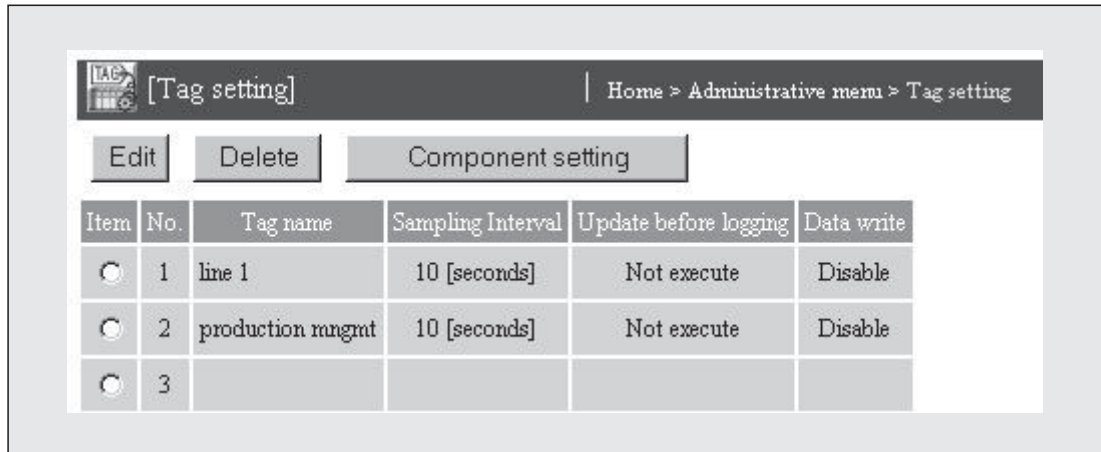 TAG
[Tag setting]
Home > Administrative menu > Tag setting
Edit Delete Component setting
Item No. Tag name Sampling Interval Update before logging Data write
1 line 1 10 [seconds] Not execute Disable
2 production mngmt 10 [seconds] Not execute Disable
3